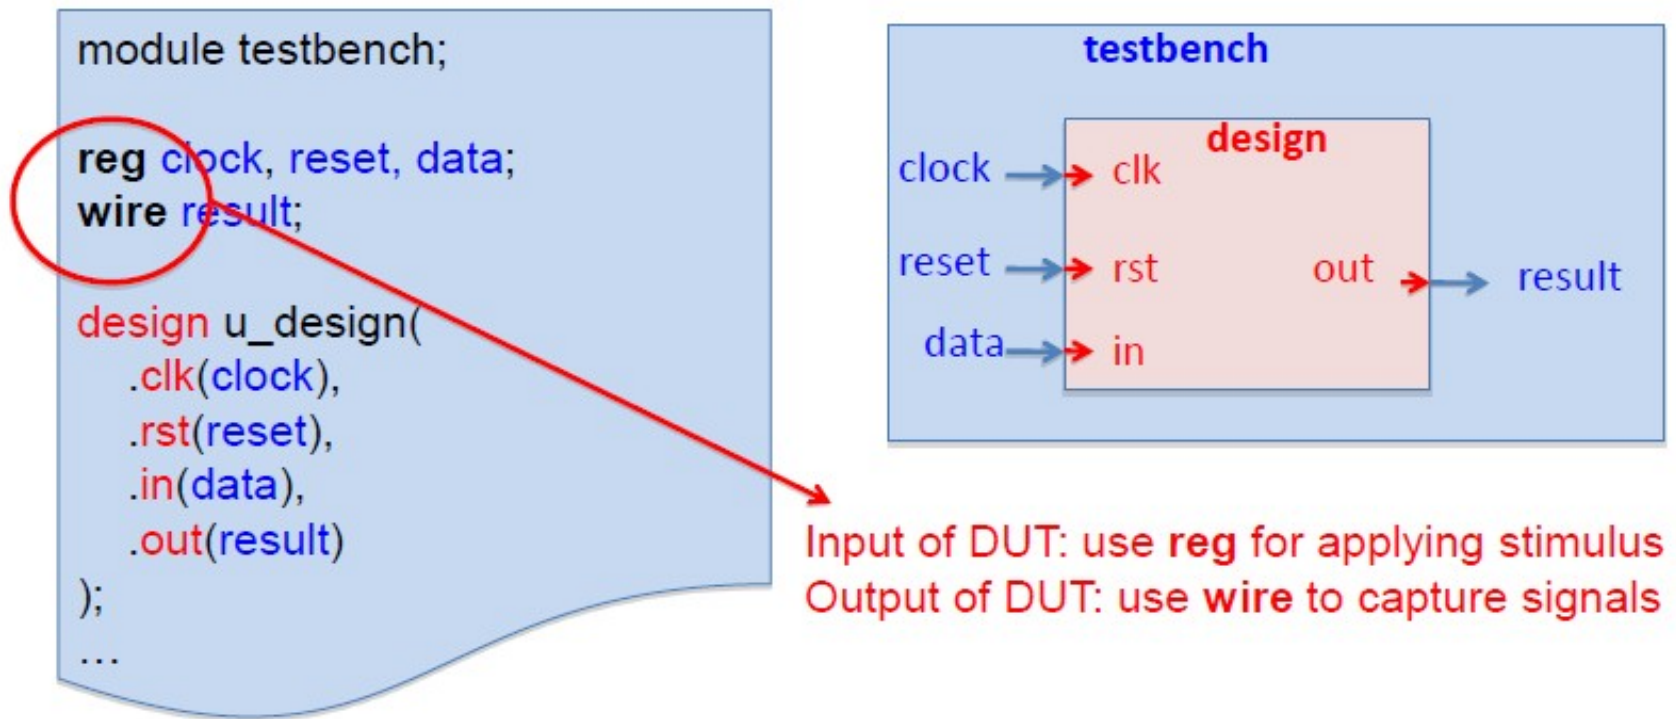 module testbench;
reg clock, reset, data;
wire result;
design u_design(
.clk(clock),
.rst(reset),
.in(data),
.out(result)
);
...
testbench
design
clock
clk
reset
rst
out
result
data
in
Input of DUT: use reg for applying stimulus
Output of DUT: use wire to capture signals